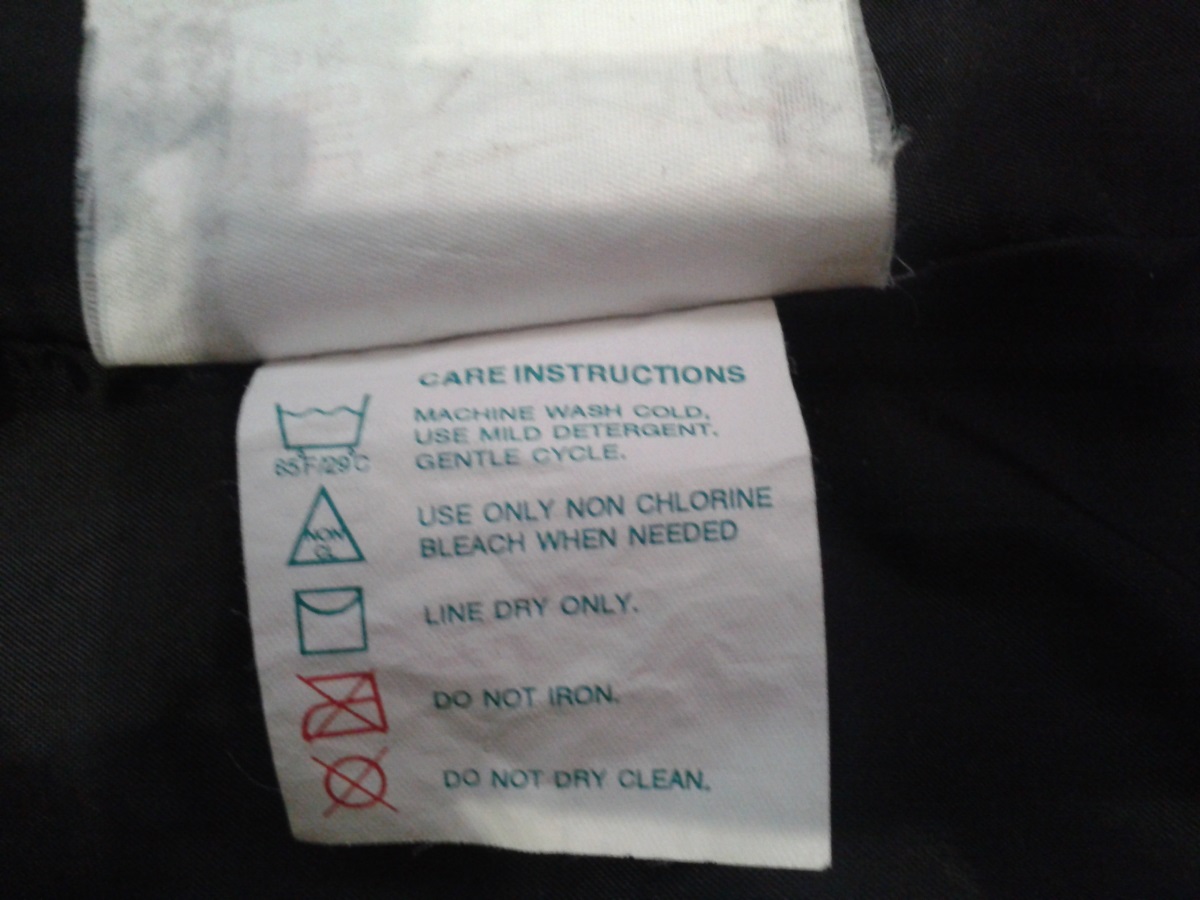 CARE INSTRUCTIONS
MACHINE WASH COLD,
USE MILD DETERGENT,
GENTLE CYCLE.
85F/29C
USE ONLY NON CHLORINE
BLEACH WHEN NEEDED
NON
CL
LINE DRY ONLY.
DO NOT IRON.
DO NOT DRY CLEAN.